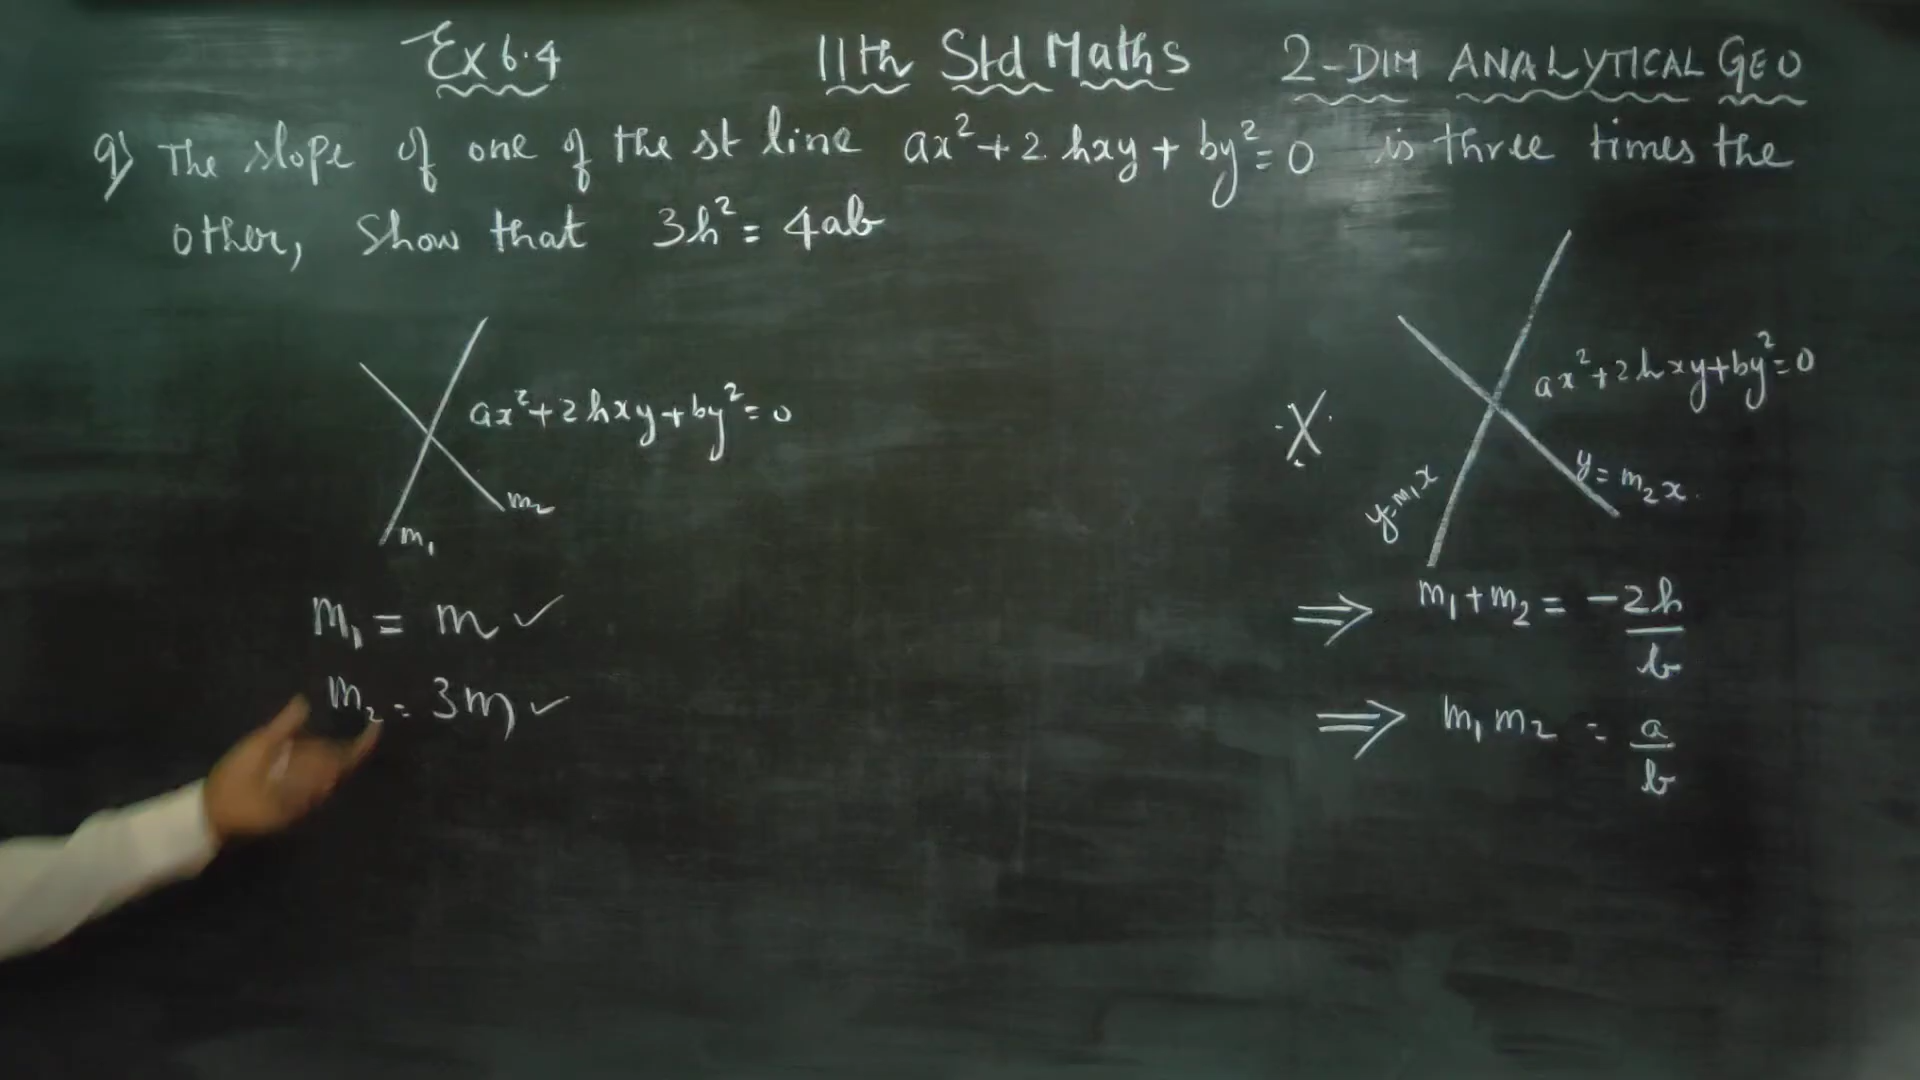 Ex 6.4 11th Std Maths 2-DIM ANALYTICAL GEO
9) The slope of one of the st line ax²+2hxy+by²=0 is three times the
other, Show that 3h² = 4ab
ax²+2hxy+by²=0
m₂
m₁
m₁ = m ✓
m₂ = 3m ✓
X
ax²+2hxy+by²=0
y=m₁x
y=m₂x.
⇒ m₁+m₂ = -2h/b
⇒ m₁m₂ = a/b